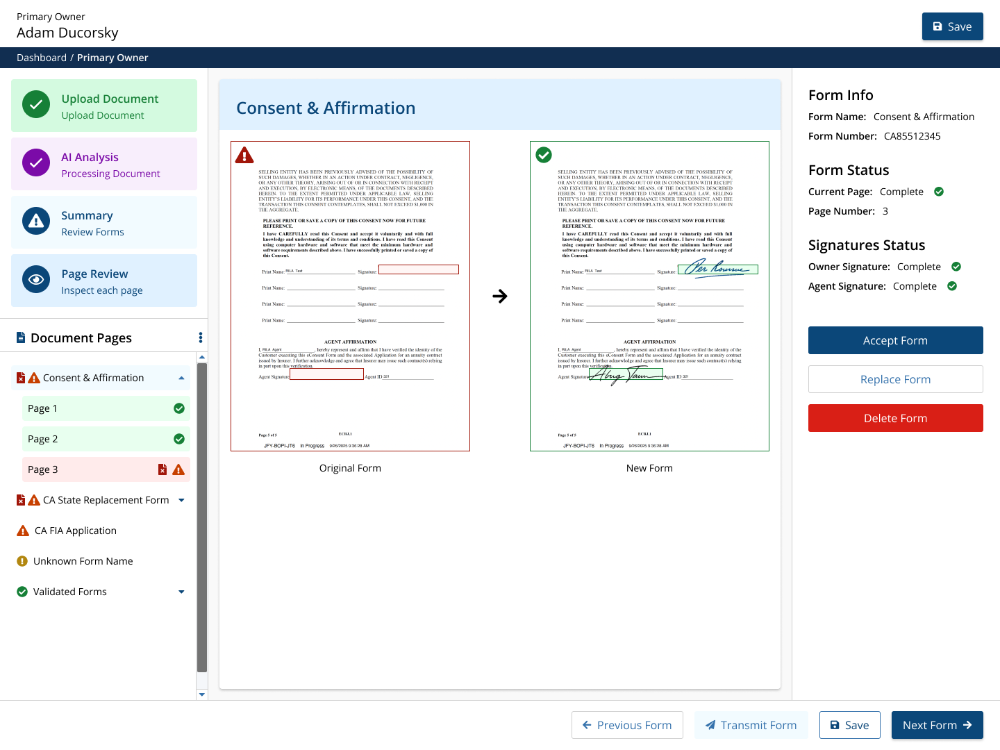 Primary Owner
Adam Ducorsky
Save
Dashboard / Primary Owner
Upload Document
Upload Document
AI Analysis
Processing Document
Summary
Review Forms
Page Review
Inspect each page
Document Pages
Consent & Affirmation
Page 1
Page 2
Page 3
CA State Replacement Form
CA FIA Application
Unknown Form Name
Validated Forms
Consent & Affirmation
SELLING ENTITY HAS BEEN PREVIOUSLY ADVISED OF THE POSSIBILITY OF
SUCH DAMAGES, WHETHER IN AN ACTION UNDER CONTRACT, NEGLIGENCE,
OR ANY OTHER THEORY, ARISING OUT OF OR IN CONNECTION WITH RECEIPT
AND EXECUTION, BY ELECTRONIC MEANS, OF THE DOCUMENTS DESCRIBED
HEREIN. TO THE EXTENT PERMITTED UNDER APPLICABLE LAW, SELLING
ENTITY'S LIABILITY FOR ITS PERFORMANCE UNDER THIS CONSENT, AND THE
TRANSACTION THIS CONSENT CONTEMPLATES, SHALL NOT EXCEED $1,000 IN
THE AGGREGATE.
PLEASE PRINT OR SAVE A COPY OF THIS CONSENT NOW FOR FUTURE
REFERENCE.
I have CAREFULLY read this Consent and accept it voluntarily and with full
knowledge and understanding of its terms and conditions. I have read this Consent
using computer hardware and software that meet the minimum hardware and
software requirements described above. I have successfully printed or saved a copy of
this Consent.
Print Name: RILA Test Signature:
Print Name: Signature:
Print Name: Signature:
Print Name: Signature:
AGENT AFFIRMATION
I, RILA Agent, hereby represent and affirm that I have verified the identity of the
Customer executing this eConsent Form and the associated Application for an annuity contract
issued by Insurer. I further acknowledge and agree that Insurer may issue such contract(s) relying
in part upon this verification.
Agent Signature Agent ID 321
Page 5 of 5 ECBJ.1
JFY-BOPI-JT6 In Progress 9/26/2025 9:36:28 AM
Original Form
SELLING ENTITY HAS BEEN PREVIOUSLY ADVISED OF THE POSSIBILITY OF
SUCH DAMAGES, WHETHER IN AN ACTION UNDER CONTRACT, NEGLIGENCE,
OR ANY OTHER THEORY, ARISING OUT OF OR IN CONNECTION WITH RECEIPT
AND EXECUTION, BY ELECTRONIC MEANS, OF THE DOCUMENTS DESCRIBED
HEREIN. TO THE EXTENT PERMITTED UNDER APPLICABLE LAW, SELLING
ENTITY'S LIABILITY FOR ITS PERFORMANCE UNDER THIS CONSENT, AND THE
TRANSACTION THIS CONSENT CONTEMPLATES, SHALL NOT EXCEED $1,000 IN
THE AGGREGATE.
PLEASE PRINT OR SAVE A COPY OF THIS CONSENT NOW FOR FUTURE
REFERENCE.
I have CAREFULLY read this Consent and accept it voluntarily and with full
knowledge and understanding of its terms and conditions. I have read this Consent
using computer hardware and software that meet the minimum hardware and
software requirements described above. I have successfully printed or saved a copy of
this Consent.
Print Name: RILA Test Signature:
Print Name: Signature:
Print Name: Signature:
Print Name: Signature:
AGENT AFFIRMATION
I, RILA Agent, hereby represent and affirm that I have verified the identity of the
Customer executing this eConsent Form and the associated Application for an annuity contract
issued by Insurer. I further acknowledge and agree that Insurer may issue such contract(s) relying
in part upon this verification.
Agent Signature Agent ID 321
Page 5 of 5 ECBJ.1
JFY-BOPI-JT6 In Progress 9/26/2025 9:36:28 AM
New Form
Form Info
Form Name: Consent & Affirmation
Form Number: CA85512345
Form Status
Current Page: Complete
Page Number: 3
Signatures Status
Owner Signature: Complete
Agent Signature: Complete
Accept Form
Replace Form
Delete Form
Previous Form
Transmit Form
Save
Next Form